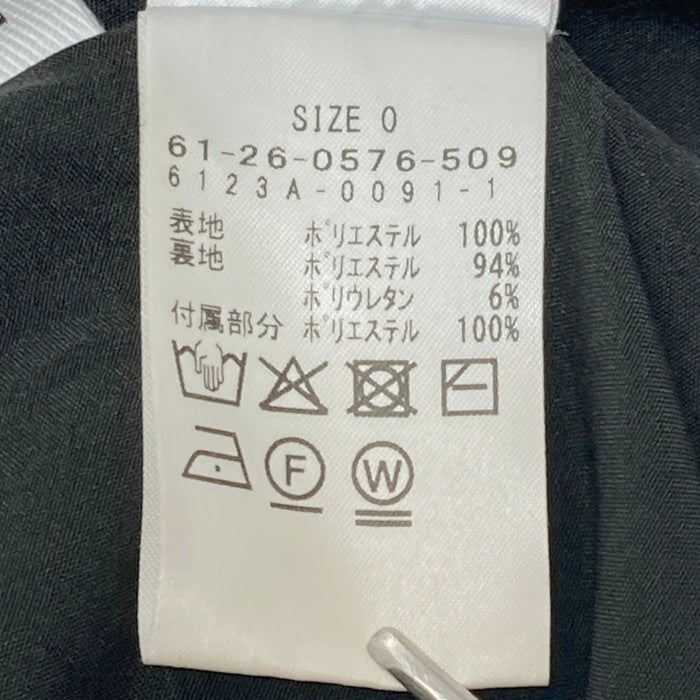 SIZE 0
61-26-0576-509
6123A-0091-1
表地 ポリエステル 100%
裏地 ポリエステル 94%
ポリウレタン 6%
付属部分 ポリエステル 100%
F
W